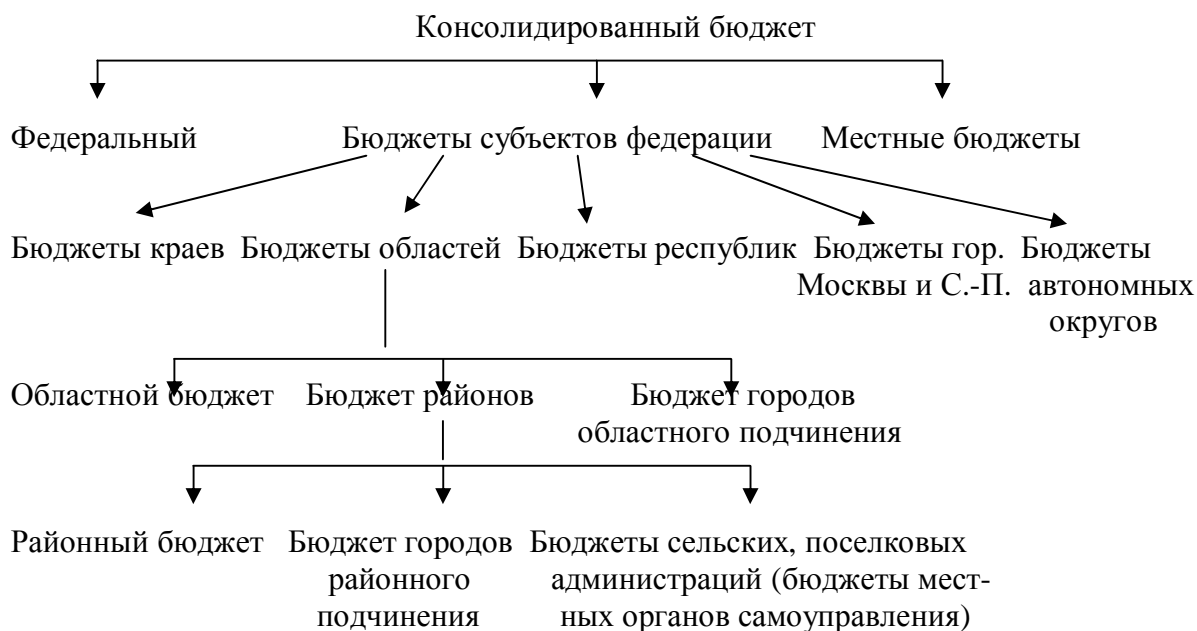 Консолидированный бюджет
Федеральный Бюджеты субъектов федерации Местные бюджеты
Бюджеты краев Бюджеты областей Бюджеты республик Бюджеты гор. Бюджеты
Москвы и С.-П. автономных
округов
Областной бюджет Бюджет районов Бюджет городов
областного подчинения
Районный бюджет Бюджет городов Бюджеты сельских, поселковых
районного администраций (бюджеты мест-
подчинения ных органов самоуправления)